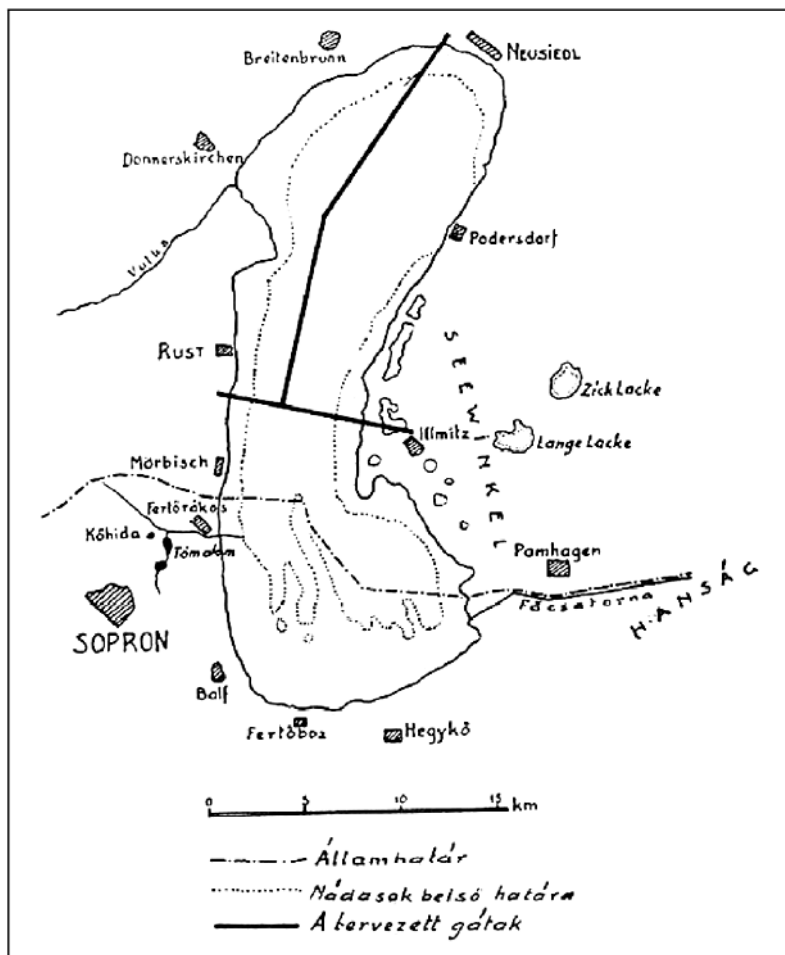 Breitenbrunn
NEUSIEDL
Donnerskirchen
Vulka
Podersdorf
RUST
SEEWINKEL
Zick Lacke
Illmitz
Lange Lacke
Mörbisch
Fertőrákos
Kőhida
Tómalom
Pamhagen
Főcsatorna
HANSÁG
SOPRON
Balf
Fertőboz
Hegykő
0 5 10 15 km
Államhatár
Nádasok belső határa
A tervezett gátak